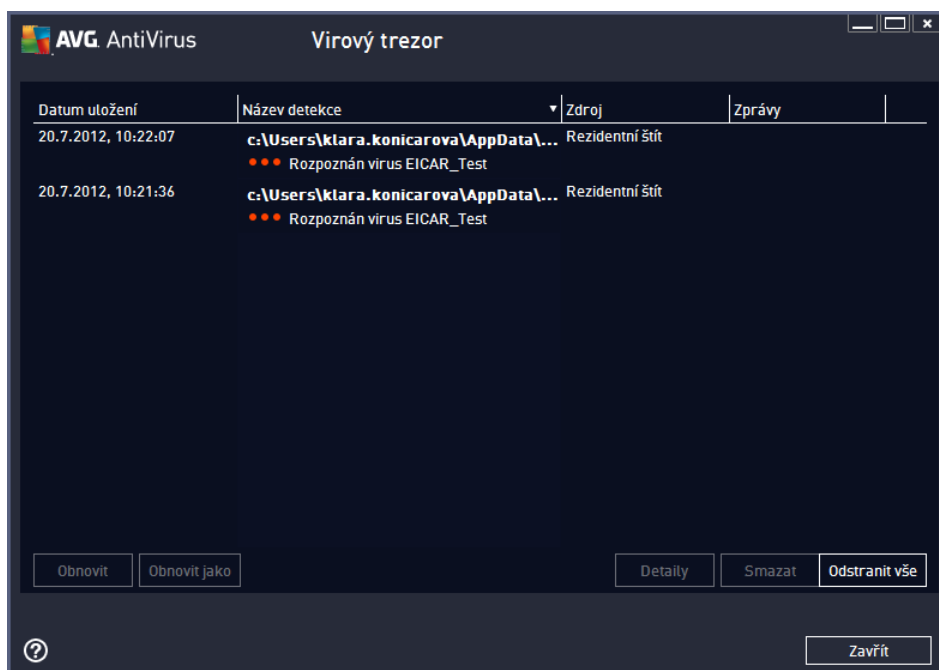 AVG. AntiVirus
Virový trezor
Datum uložení Název detekce Zdroj Zprávy
20.7.2012, 10:22:07 c:\Users\klara.konicarova\AppData\... Rezidentní štít
Rozpoznán virus EICAR_Test
20.7.2012, 10:21:36 c:\Users\klara.konicarova\AppData\... Rezidentní štít
Rozpoznán virus EICAR_Test
Obnovit Obnovit jako Detaily Smazat Odstranit vše
? Zavřít